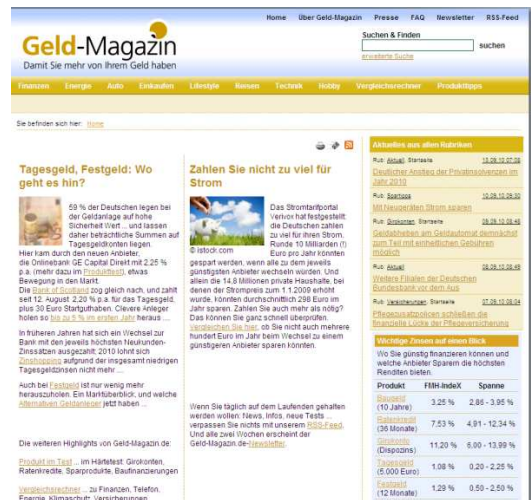 Home Über Geld-Magazin Presse FAQ Newsletter RSS-Feed
Geld-Magazin
Damit Sie mehr von Ihrem Geld haben
Suchen & Finden
suchen
erweiterte Suche
Finanzen Energie Auto Einkaufen Lifestyle Reisen Technik Hobby Vergleichsrechner Produkttipps
Sie befinden sich hier: Home
Tagesgeld, Festgeld: Wo
geht es hin?
59 % der Deutschen legen bei
der Geldanlage auf hohe
Sicherheit Wert ... und lassen
daher beträchtliche Summen auf
Tagesgeldkonten liegen.
Hier kam durch den neuen Anbieter,
die Onlinebank GE Capital Direkt mit 2,25 %
p.a. (mehr dazu im Produkttest), etwas
Bewegung in den Markt.
Die Bank of Scotland zog gleich nach, und zahlt
seit 12. August 2,20 % p.a. für das Tagesgeld,
plus 30 Euro Startguthaben. Clevere Anleger
holen so bis zu 5 % im ersten Jahr heraus ...
In früheren Jahren hat sich ein Wechsel zur
Bank mit den jeweils höchsten Neukunden-
Zinssätzen ausgezahlt; 2010 lohnt sich
Zinshopping aufgrund der insgesamt niedrigen
Tagesgeldzinsen nicht mehr ...
Auch bei Festgeld ist nur wenig mehr
herauszuholen. Ein Marktüberblick, und welche
Alternativen Geldanleger jetzt haben ...
Die weiteren Highlights von Geld-Magazin.de:
Produkt im Test ... im Härtetest: Girokonten,
Ratenkredite, Sparprodukte, Baufinanzierungen
Vergleichsrechner ... zu Finanzen, Telefon,
Energie, Klimaschutz, Versicherungen
Zahlen Sie nicht zu viel für
Strom
© istock.com
Das Stromtarifportal
Verivox hat festgestellt:
die Deutschen zahlen
zu viel für ihren Strom.
Runde 10 Milliarden (!)
Euro pro Jahr könnten
gespart werden, wenn alle zu dem jeweils
günstigsten Anbieter wechseln würden. Und
allein die 14,8 Millionen private Haushalte, bei
denen der Strompreis zum 1.1.2009 erhöht
wurde, könnten durchschnittlich 298 Euro im
Jahr sparen. Zahlen Sie auch mehr als nötig?
Das können Sie ganz schnell überprüfen.
Vergleichen Sie hier, ob Sie nicht auch mehrere
hundert Euro im Jahr beim Wechsel zu einem
günstigeren Anbieter sparen könnten.
Wenn Sie täglich auf dem Laufenden gehalten
werden wollen: News, Infos, neue Tests ...
verpassen Sie nichts mit unserem RSS-Feed.
Und alle zwei Wochen erscheint der
Geld-Magazin.de-Newsletter.
Aktuelles aus allen Rubriken
Rub: Aktuell, Startseite
Deutlicher Anstieg der Privatinsolvenzen im
Jahr 2010
Rub: Spartipps
Mit Neugeräten Strom sparen
Rub: Girokonten, Startseite
Geldabheben am Geldautomat demnächst
zum Teil mit einheitlichen Gebühren
möglich
Rub: Aktuell
Weitere Filialen der Deutschen
Bundesbank vor dem Aus
Rub: Versicherungen, Startseite
Pflegezusatzpolicen schließen die
finanzielle Lücke der Pflegeversicherung
Wichtige Zinsen auf einen Blick
Wo Sie günstig finanzieren können und
welche Anbieter Sparern die höchsten
Renditen bieten.
Produkt FMH-IndeX Spanne
Baugeld
(10 Jahre) 3,25 % 2,86 - 3,95 %
Ratenkredit
(36 Monate) 7,53 % 4,91 - 12,34 %
Girokonto
(Dispozins) 11,20 % 6,00 - 13,99 %
Tagesgeld
(5.000 Euro) 1,08 % 0,20 - 2,25 %
Festgeld
(12 Monate) 1,29 % 0,50 - 2,50 %